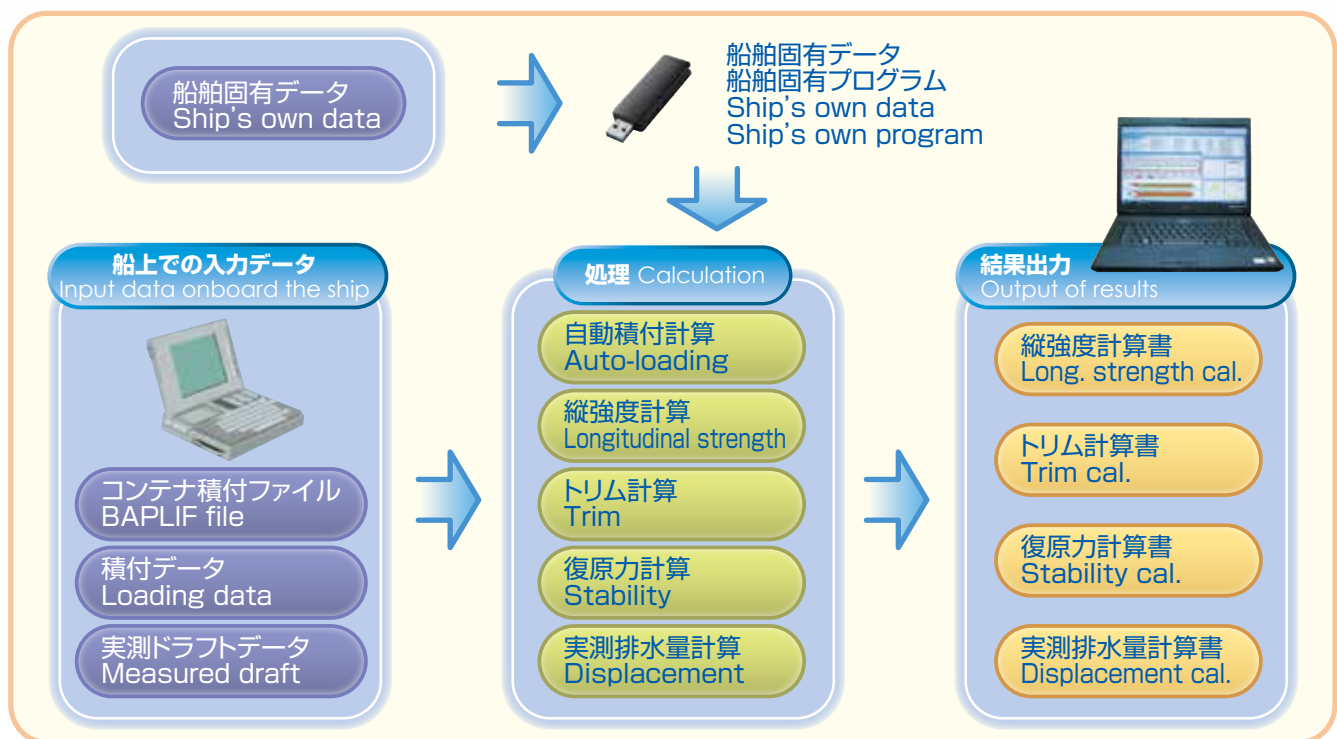 船舶固有データ
Ship's own data
船舶固有データ
船舶固有プログラム
Ship's own data
Ship's own program
船上での入力データ
Input data onboard the ship
コンテナ積付ファイル
BAPLIF file
積付データ
Loading data
実測ドラフトデータ
Measured draft
処理 Calculation
自動積付計算
Auto-loading
縦強度計算
Longitudinal strength
トリム計算
Trim
復原力計算
Stability
実測排水量計算
Displacement
結果出力
Output of results
縦強度計算書
Long. strength cal.
トリム計算書
Trim cal.
復原力計算書
Stability cal.
実測排水量計算書
Displacement cal.